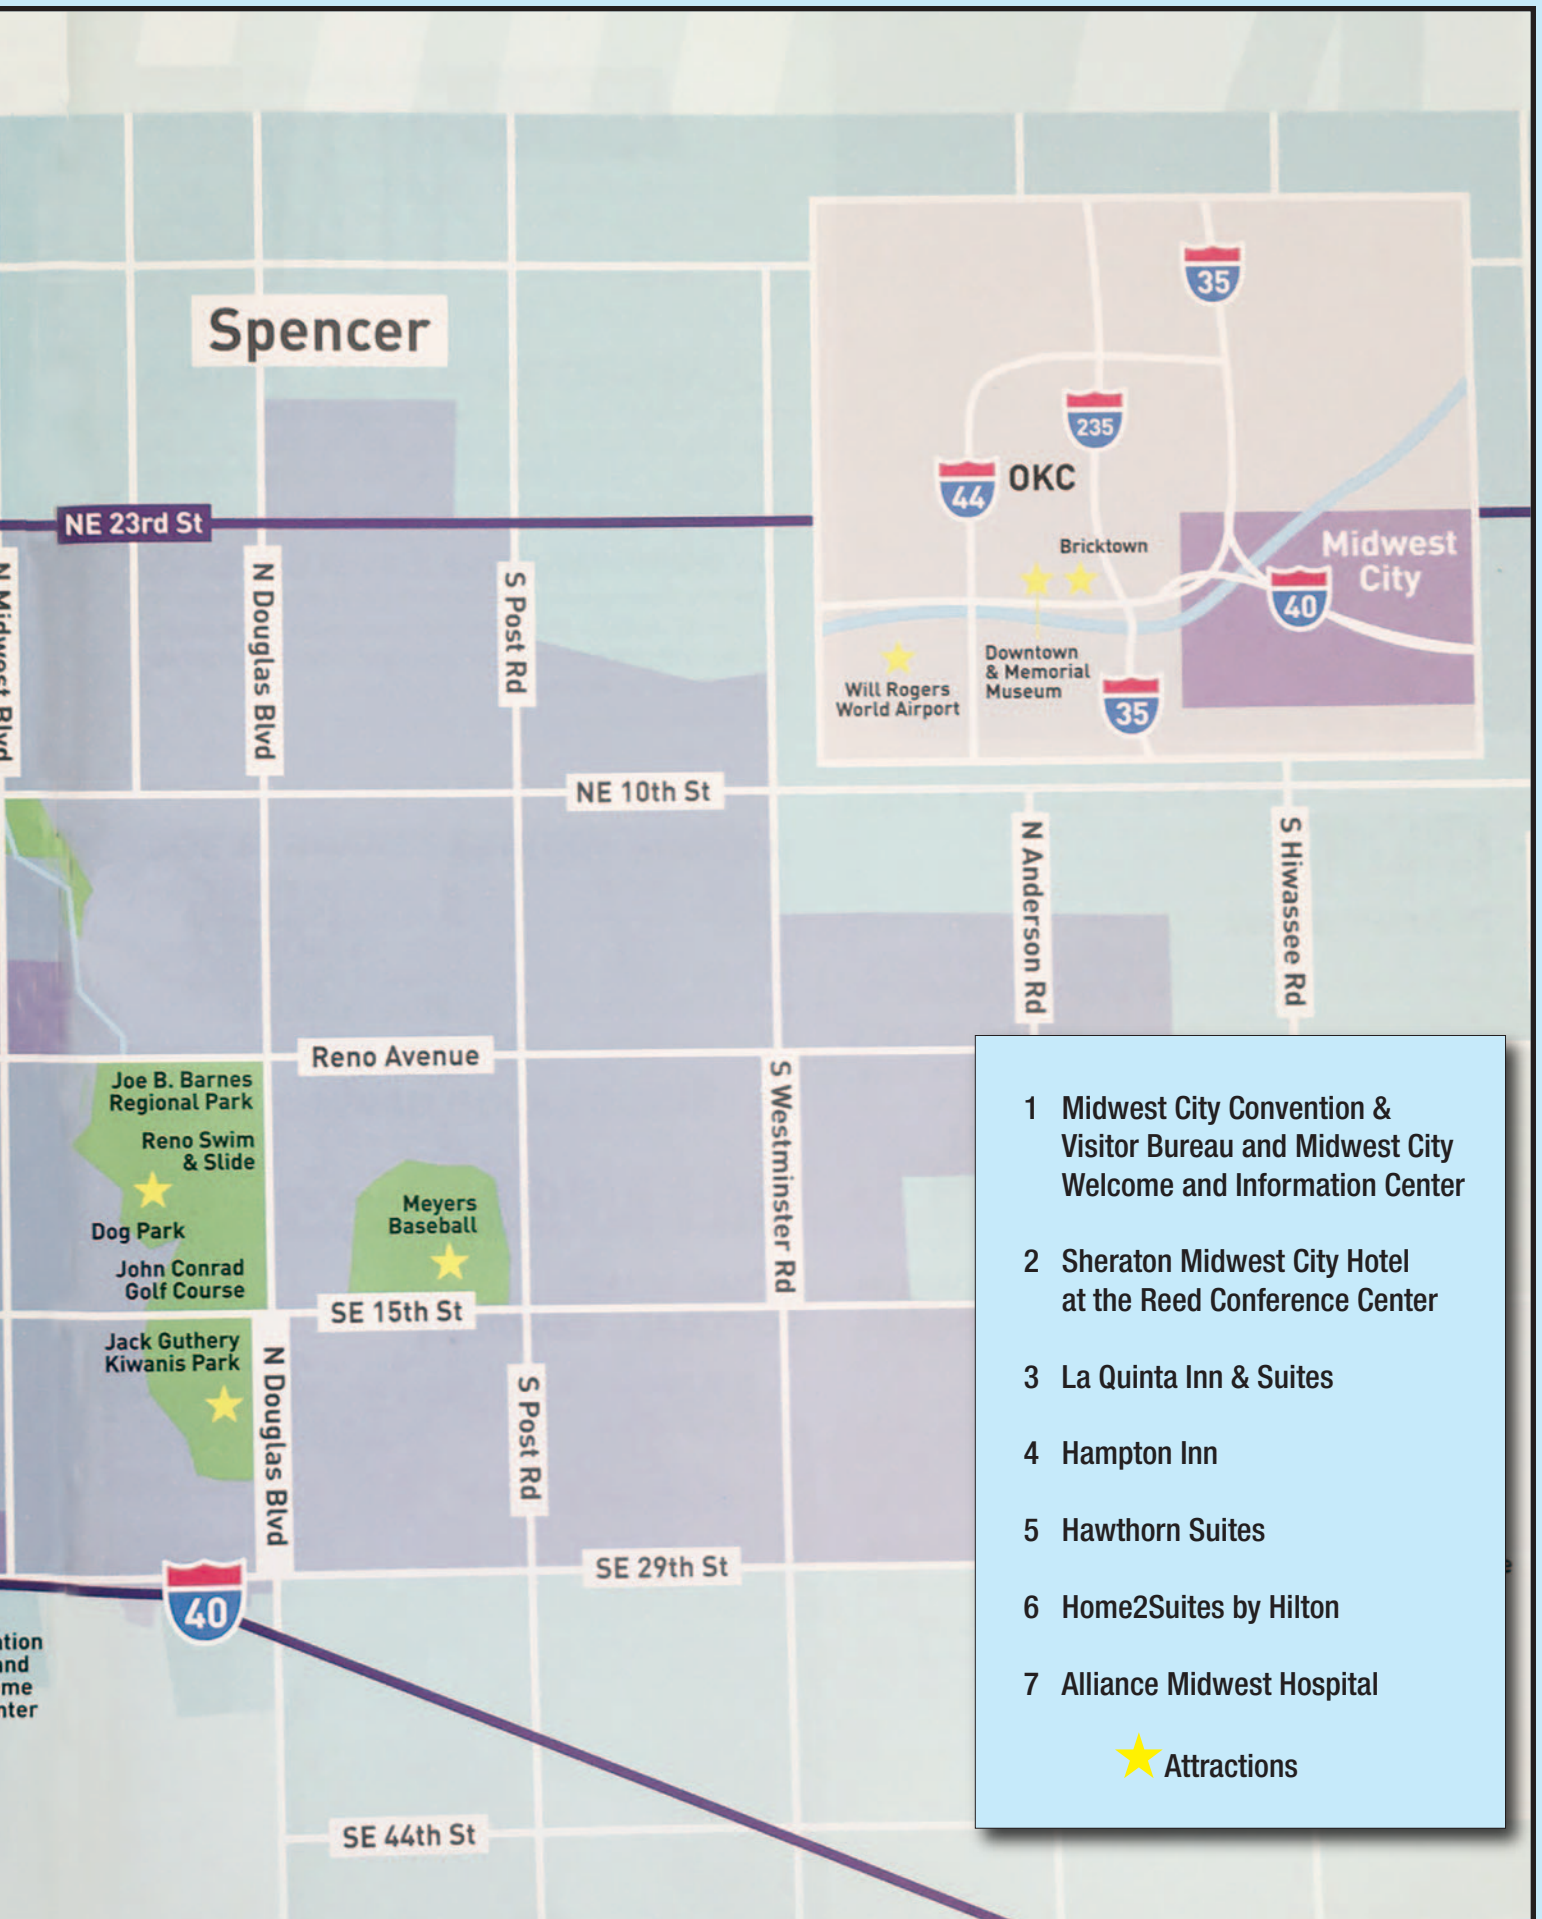 Spencer
35
235
44
OKC
NE 23rd St
Bricktown
Midwest
City
40
N Midwest Blvd
N Douglas Blvd
S Post Rd
Downtown
& Memorial
Museum
Will Rogers
World Airport
35
NE 10th St
N Anderson Rd
S Hiwassee Rd
Reno Avenue
Joe B. Barnes
Regional Park
Reno Swim
& Slide
Dog Park
John Conrad
Golf Course
Meyers
Baseball
S Westminster Rd
SE 15th St
Jack Guthery
Kiwanis Park
N Douglas Blvd
S Post Rd
SE 29th St
40
and
SE 44th St
1 Midwest City Convention &
Visitor Bureau and Midwest City
Welcome and Information Center
2 Sheraton Midwest City Hotel
at the Reed Conference Center
3 La Quinta Inn & Suites
4 Hampton Inn
5 Hawthorn Suites
6 Home2Suites by Hilton
7 Alliance Midwest Hospital
Attractions